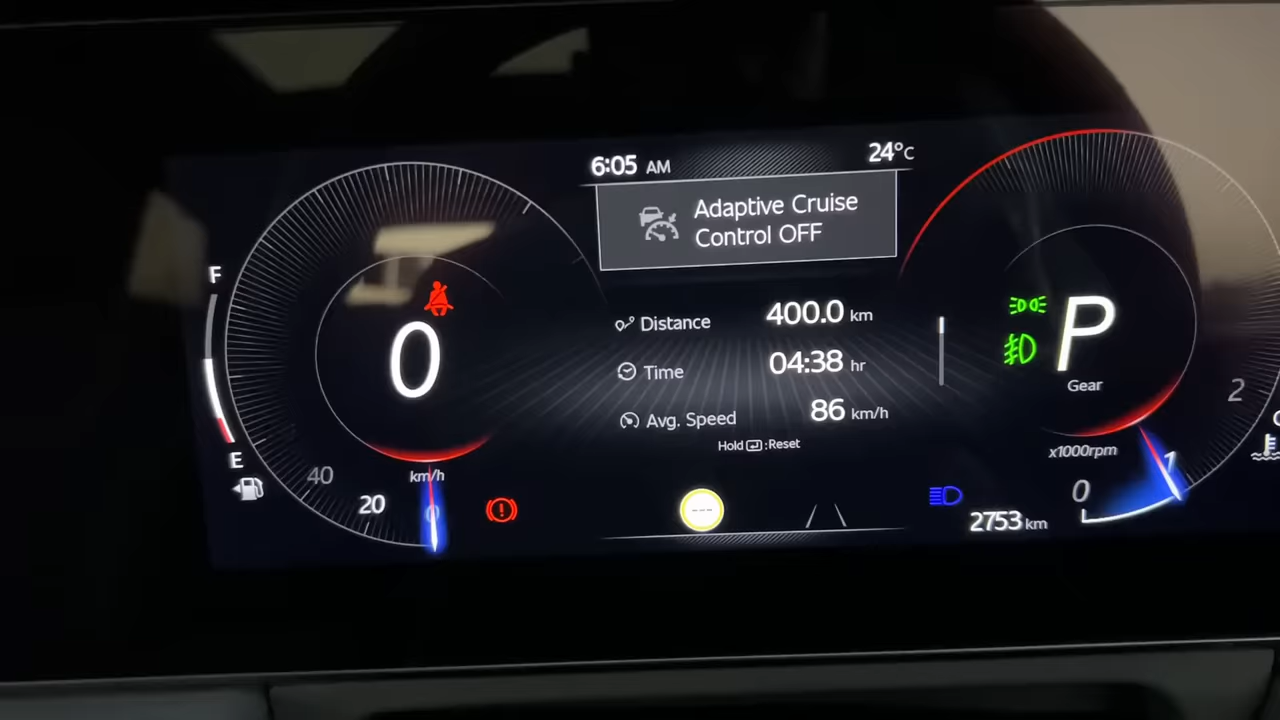 6:05 AM
24°C
Adaptive Cruise
Control OFF
F
Distance 400.0 km
0
P
Time 04:38 hr
Gear
Avg. Speed 86 km/h
Hold :Reset
2
E
40
km/h
x1000rpm
1
20
0
---
2753 km
0